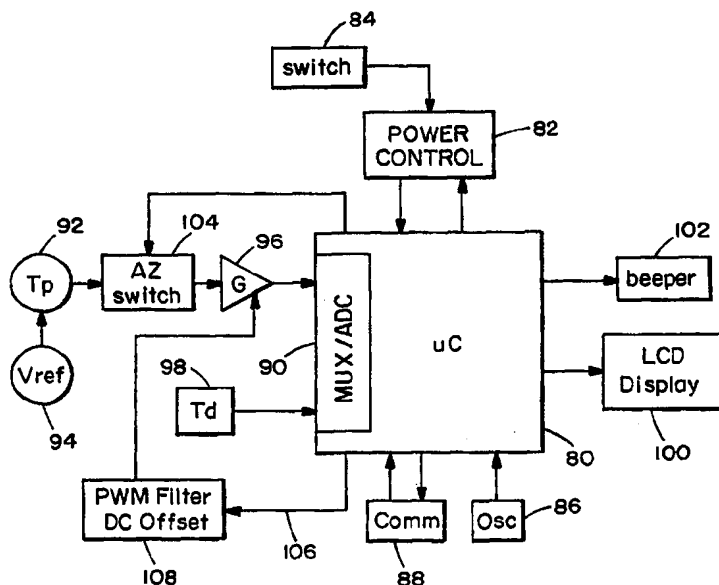 84
switch
POWER
CONTROL
82
92
104
96
102
Tp
AZ
switch
G
beeper
MUX/ADC
90
uC
LCD
Display
Vref
98
Td
94
80
100
PWM Filter
DC Offset
106
Comm
Osc
86
108
88